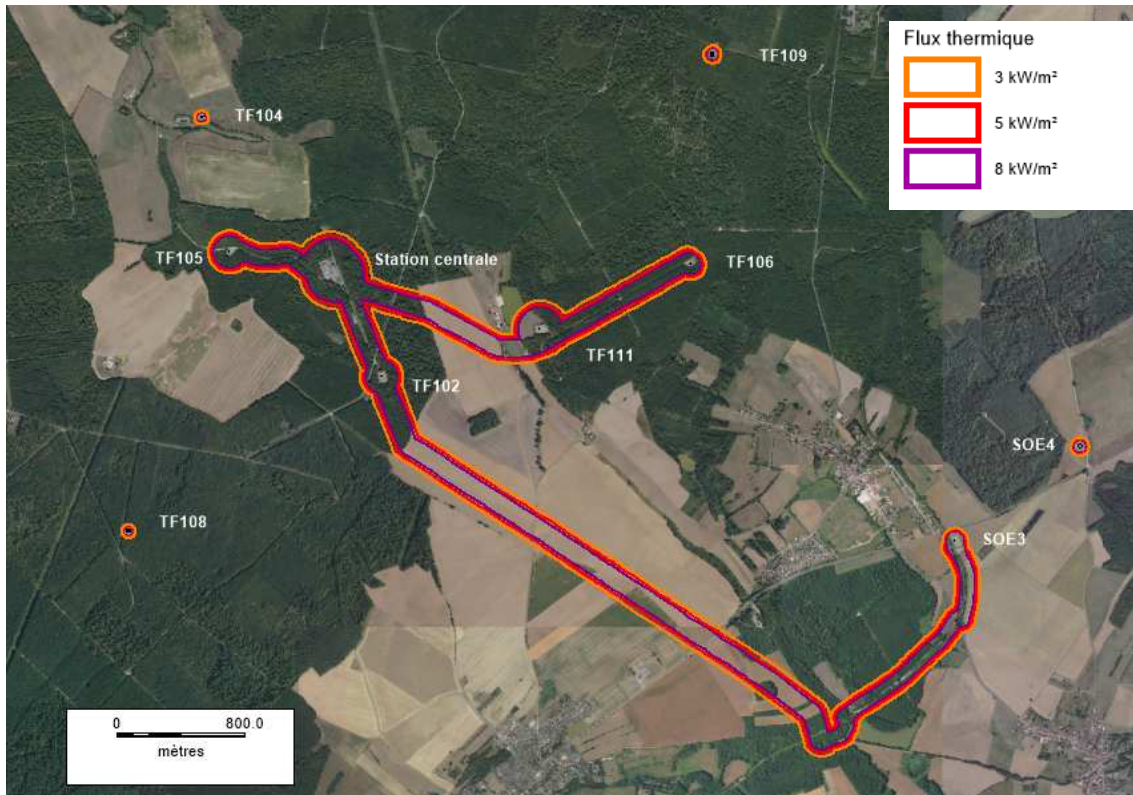 Flux thermique
3 kW/m²
5 kW/m²
8 kW/m²
TF109
TF104
TF105
Station centrale
TF106
TF111
TF102
SOE4
TF108
SOE3
0 800.0
mètres